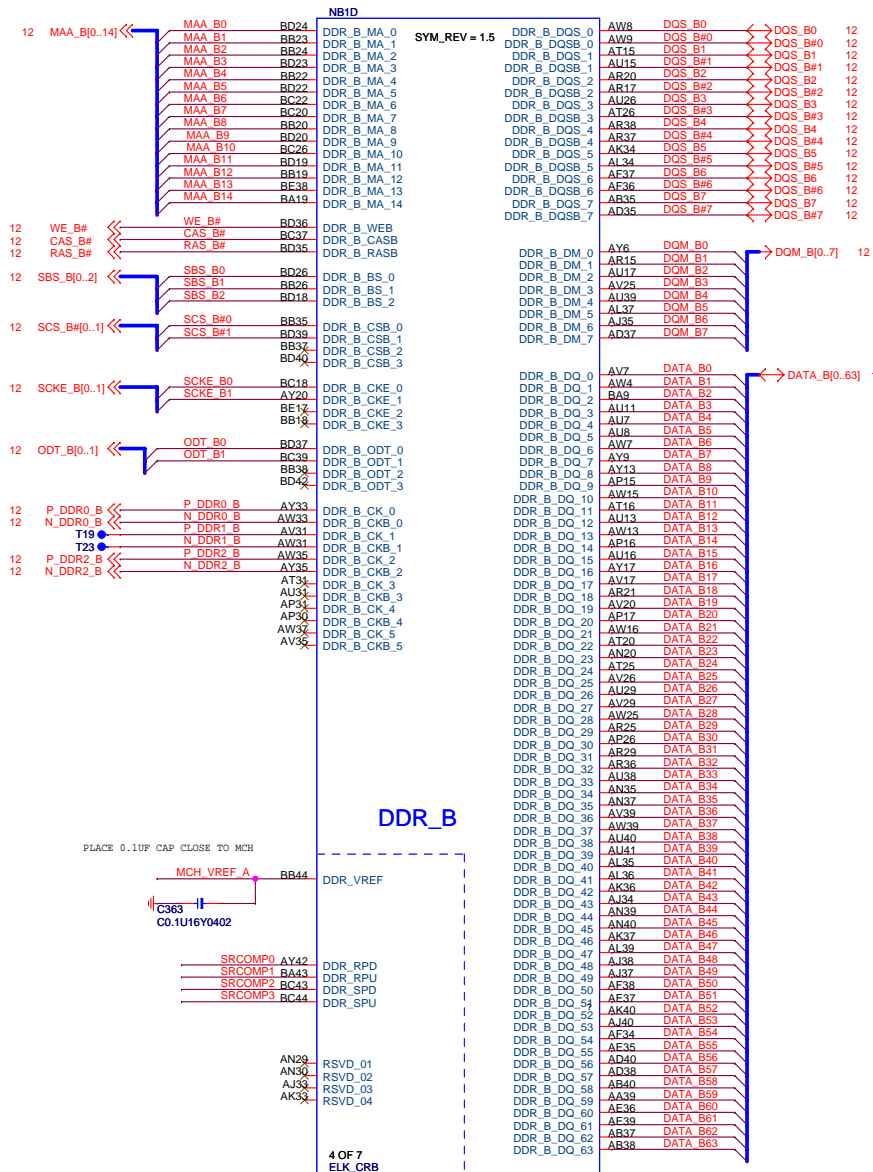 NB1D
SYM_REV = 1.5
12 MAA_B[0..14]
MAA_B0 BD24 DDR_B_MA_0
MAA_B1 BB23 DDR_B_MA_1
MAA_B2 BB24 DDR_B_MA_2
MAA_B3 BD23 DDR_B_MA_3
MAA_B4 BB22 DDR_B_MA_4
MAA_B5 BD22 DDR_B_MA_5
MAA_B6 BC22 DDR_B_MA_6
MAA_B7 BC20 DDR_B_MA_7
MAA_B8 BB20 DDR_B_MA_8
MAA_B9 BD20 DDR_B_MA_9
MAA_B10 BC26 DDR_B_MA_10
MAA_B11 BD19 DDR_B_MA_11
MAA_B12 BB19 DDR_B_MA_12
MAA_B13 BE38 DDR_B_MA_13
MAA_B14 BA19 DDR_B_MA_14
12 WE_B# WE_B# BD36 DDR_B_WEB
12 CAS_B# CAS_B# BC37 DDR_B_CASB
12 RAS_B# RAS_B# BD35 DDR_B_RASB
12 SBS_B[0..2]
SBS_B0 BD26 DDR_B_BS_0
SBS_B1 BB26 DDR_B_BS_1
SBS_B2 BD18 DDR_B_BS_2
12 SCS_B#[0..1]
SCS_B#0 BB35 DDR_B_CSB_0
SCS_B#1 BD39 DDR_B_CSB_1
BB37 DDR_B_CSB_2
BD40 DDR_B_CSB_3
12 SCKE_B[0..1]
SCKE_B0 BC18 DDR_B_CKE_0
SCKE_B1 AY20 DDR_B_CKE_1
BE17 DDR_B_CKE_2
BB18 DDR_B_CKE_3
12 ODT_B[0..1]
ODT_B0 BD37 DDR_B_ODT_0
ODT_B1 BC39 DDR_B_ODT_1
BB38 DDR_B_ODT_2
BD42 DDR_B_ODT_3
12 P_DDR0_B P_DDR0_B AY33 DDR_B_CK_0
12 N_DDR0_B N_DDR0_B AW33 DDR_B_CKB_0
T19 P_DDR1_B AV31 DDR_B_CK_1
T23 N_DDR1_B AW31 DDR_B_CKB_1
12 P_DDR2_B P_DDR2_B AW35 DDR_B_CK_2
12 N_DDR2_B N_DDR2_B AY35 DDR_B_CKB_2
AT31 DDR_B_CK_3
AU31 DDR_B_CKB_3
AP31 DDR_B_CK_4
AP30 DDR_B_CKB_4
AW37 DDR_B_CK_5
AV35 DDR_B_CKB_5
DDR_B
PLACE 0.1UF CAP CLOSE TO MCH
MCH_VREF_A BB44 DDR_VREF
C363
C0.1U16Y0402
SRCOMP0 AY42 DDR_RPD
SRCOMP1 BA43 DDR_RPU
SRCOMP2 BC43 DDR_SPD
SRCOMP3 BC44 DDR_SPU
AN29 RSVD_01
AN30 RSVD_02
AJ33 RSVD_03
AK33 RSVD_04
4 OF 7
ELK_CRB
DDR_B_DQS_0 AW8 DQS_B0 DQS_B0 12
DDR_B_DQSB_0 AW9 DQS_B#0 DQS_B#0 12
DDR_B_DQS_1 AT15 DQS_B1 DQS_B1 12
DDR_B_DQSB_1 AU15 DQS_B#1 DQS_B#1 12
DDR_B_DQS_2 AR20 DQS_B2 DQS_B2 12
DDR_B_DQSB_2 AR17 DQS_B#2 DQS_B#2 12
DDR_B_DQS_3 AU26 DQS_B3 DQS_B3 12
DDR_B_DQSB_3 AT26 DQS_B#3 DQS_B#3 12
DDR_B_DQS_4 AR38 DQS_B4 DQS_B4 12
DDR_B_DQSB_4 AR37 DQS_B#4 DQS_B#4 12
DDR_B_DQS_5 AK34 DQS_B5 DQS_B5 12
DDR_B_DQSB_5 AL34 DQS_B#5 DQS_B#5 12
DDR_B_DQS_6 AF37 DQS_B6 DQS_B6 12
DDR_B_DQSB_6 AF36 DQS_B#6 DQS_B#6 12
DDR_B_DQS_7 AB35 DQS_B7 DQS_B7 12
DDR_B_DQSB_7 AD35 DQS_B#7 DQS_B#7 12
DQM_B[0..7] 12
DDR_B_DM_0 AY6 DQM_B0
DDR_B_DM_1 AR15 DQM_B1
DDR_B_DM_2 AU17 DQM_B2
DDR_B_DM_3 AV25 DQM_B3
DDR_B_DM_4 AU39 DQM_B4
DDR_B_DM_5 AL37 DQM_B5
DDR_B_DM_6 AJ35 DQM_B6
DDR_B_DM_7 AD37 DQM_B7
DATA_B[0..63]
DDR_B_DQ_0 AV7 DATA_B0
DDR_B_DQ_1 AW4 DATA_B1
DDR_B_DQ_2 BA9 DATA_B2
DDR_B_DQ_3 AU11 DATA_B3
DDR_B_DQ_4 AU7 DATA_B4
DDR_B_DQ_5 AU8 DATA_B5
DDR_B_DQ_6 AW7 DATA_B6
DDR_B_DQ_7 AY9 DATA_B7
DDR_B_DQ_8 AY13 DATA_B8
DDR_B_DQ_9 AP15 DATA_B9
DDR_B_DQ_10 AW15 DATA_B10
DDR_B_DQ_11 AT16 DATA_B11
DDR_B_DQ_12 AU13 DATA_B12
DDR_B_DQ_13 AW13 DATA_B13
DDR_B_DQ_14 AP16 DATA_B14
DDR_B_DQ_15 AU16 DATA_B15
DDR_B_DQ_16 AY17 DATA_B16
DDR_B_DQ_17 AV17 DATA_B17
DDR_B_DQ_18 AR21 DATA_B18
DDR_B_DQ_19 AV20 DATA_B19
DDR_B_DQ_20 AP17 DATA_B20
DDR_B_DQ_21 AW16 DATA_B21
DDR_B_DQ_22 AT20 DATA_B22
DDR_B_DQ_23 AN20 DATA_B23
DDR_B_DQ_24 AT25 DATA_B24
DDR_B_DQ_25 AV26 DATA_B25
DDR_B_DQ_26 AU29 DATA_B26
DDR_B_DQ_27 AV29 DATA_B27
DDR_B_DQ_28 AW25 DATA_B28
DDR_B_DQ_29 AR25 DATA_B29
DDR_B_DQ_30 AP26 DATA_B30
DDR_B_DQ_31 AR29 DATA_B31
DDR_B_DQ_32 AR36 DATA_B32
DDR_B_DQ_33 AU38 DATA_B33
DDR_B_DQ_34 AN35 DATA_B34
DDR_B_DQ_35 AN37 DATA_B35
DDR_B_DQ_36 AV39 DATA_B36
DDR_B_DQ_37 AW39 DATA_B37
DDR_B_DQ_38 AU40 DATA_B38
DDR_B_DQ_39 AU41 DATA_B39
DDR_B_DQ_40 AL35 DATA_B40
DDR_B_DQ_41 AL36 DATA_B41
DDR_B_DQ_42 AK36 DATA_B42
DDR_B_DQ_43 AJ34 DATA_B43
DDR_B_DQ_44 AN39 DATA_B44
DDR_B_DQ_45 AN40 DATA_B45
DDR_B_DQ_46 AK37 DATA_B46
DDR_B_DQ_47 AL39 DATA_B47
DDR_B_DQ_48 AJ38 DATA_B48
DDR_B_DQ_49 AJ37 DATA_B49
DDR_B_DQ_50 AF38 DATA_B50
DDR_B_DQ_51 AE37 DATA_B51
DDR_B_DQ_52 AK40 DATA_B52
DDR_B_DQ_53 AJ40 DATA_B53
DDR_B_DQ_54 AF34 DATA_B54
DDR_B_DQ_55 AE35 DATA_B55
DDR_B_DQ_56 AD40 DATA_B56
DDR_B_DQ_57 AD38 DATA_B57
DDR_B_DQ_58 AB40 DATA_B58
DDR_B_DQ_59 AA39 DATA_B59
DDR_B_DQ_60 AE36 DATA_B60
DDR_B_DQ_61 AE39 DATA_B61
DDR_B_DQ_62 AB37 DATA_B62
DDR_B_DQ_63 AB38 DATA_B63